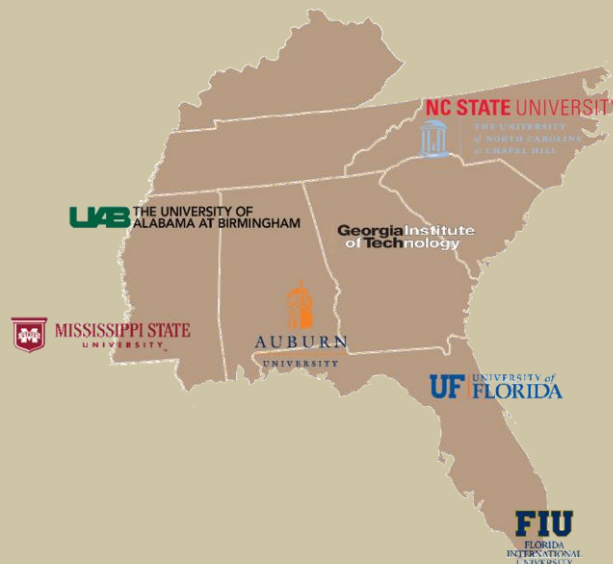 NC STATE UNIVERSITY
THE UNIVERSITY
of NORTH CAROLINA
at CHAPEL HILL
UAB THE UNIVERSITY OF
ALABAMA AT BIRMINGHAM
Georgia Institute
of Technology
MISSISSIPPI STATE
UNIVERSITY
AUBURN
UNIVERSITY
UF UNIVERSITY of
FLORIDA
FIU
FLORIDA
INTERNATIONAL
UNIVERSITY